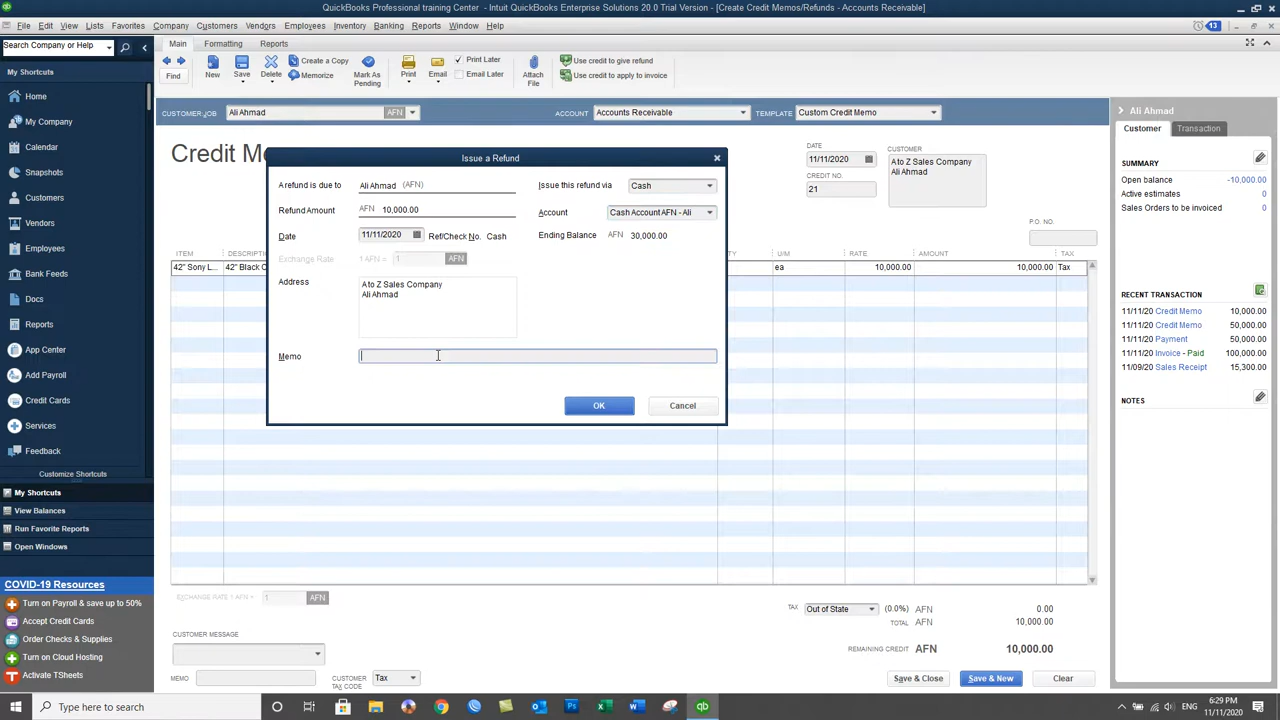 QuickBooks Professional training Center - Intuit QuickBooks Enterprise Solutions 20.0 Trial Version - [Create Credit Memos/Refunds - Accounts Receivable]
File Edit View Lists Favorites Company Customers Vendors Employees Inventory Banking Reports Window Help
13
Search Company or Help
My Shortcuts
Home
My Company
Calendar
Snapshots
Customers
Vendors
Employees
Bank Feeds
Docs
Reports
App Center
Add Payroll
Credit Cards
Services
Feedback
Customize Shortcuts
My Shortcuts
View Balances
Run Favorite Reports
Open Windows
COVID-19 Resources
Turn on Payroll & save up to 50%
Accept Credit Cards
Order Checks & Supplies
Turn on Cloud Hosting
Activate TSheets
Main Formatting Reports
Find
New
Save
Delete
Create a Copy
Memorize
Mark As
Pending
Print
Email
Print Later
Email Later
Attach
File
Use credit to give refund
Use credit to apply to invoice
CUSTOMER:JOB Ali Ahmad AFN ACCOUNT Accounts Receivable TEMPLATE Custom Credit Memo
DATE
11/11/2020
CREDIT NO.
21
CUSTOMER
A to Z Sales Company
Ali Ahmad
P.O. NO.
ITEM U/M RATE AMOUNT TAX
42" Sony L... 42" Black C ea 10,000.00 10,000.00 Tax
Issue a Refund
A refund is due to Ali Ahmad (AFN) Issue this refund via Cash
Refund Amount AFN 10,000.00 Account Cash Account AFN - Ali
Date 11/11/2020 Ref/Check No. Cash Ending Balance AFN 30,000.00
Exchange Rate 1 AFN = 1 AFN
Address A to Z Sales Company
Ali Ahmad
Memo
OK Cancel
EXCHANGE RATE 1 AFN = 1 AFN
TAX Out of State (0.0%) AFN 0.00
TOTAL AFN 10,000.00
CUSTOMER MESSAGE
REMAINING CREDIT AFN 10,000.00
MEMO
CUSTOMER
TAX CODE
Tax
Save & Close Save & New Clear
Ali Ahmad
Customer Transaction
SUMMARY
Open balance -10,000.00
Active estimates 0
Sales Orders to be invoiced 0
RECENT TRANSACTION
11/11/20 Credit Memo 10,000.00
11/11/20 Credit Memo 50,000.00
11/11/20 Payment 50,000.00
11/11/20 Invoice - Paid 100,000.00
11/09/20 Sales Receipt 15,300.00
NOTES
Type here to search
ENG
6:29 PM
11/11/2020